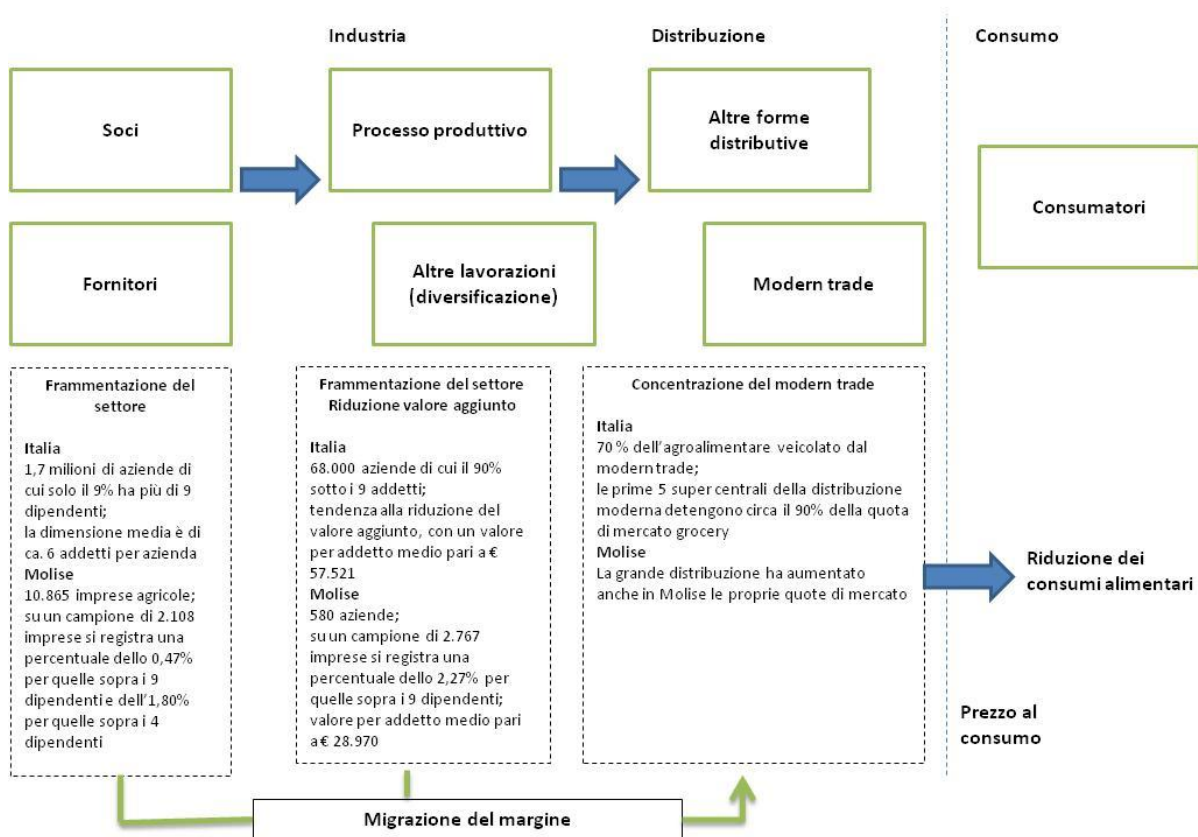 Industria
Distribuzione
Consumo
Soci
Processo produttivo
Altre forme
distributive
Consumatori
Fornitori
Altre lavorazioni
(diversificazione)
Modern trade
Frammentazione del
settore
Italia
1,7 milioni di aziende di
cui solo il 9% ha più di 9
dipendenti;
la dimensione media è di
ca. 6 addetti per azienda
Molise
10.865 imprese agricole;
su un campione di 2.108
imprese si registra una
percentuale dello 0,47%
per quelle sopra i 9
dipendenti e dell'1,80%
per quelle sopra i 4
dipendenti
Frammentazione del settore
Riduzione valore aggiunto
Italia
68.000 aziende di cui il 90%
sotto i 9 addetti;
tendenza alla riduzione del
valore aggiunto, con un valore
per addetto medio pari a €
57.521
Molise
580 aziende;
su un campione di 2.767
imprese si registra una
percentuale dello 2,27% per
quelle sopra i 9 dipendenti;
valore per addetto medio pari
a € 28.970
Concentrazione del modern trade
Italia
70 % dell'agroalimentare veicolato dal
modern trade;
le prime 5 super centrali della distribuzione
moderna detengono circa il 90% della quota
di mercato grocery
Molise
La grande distribuzione ha aumentato
anche in Molise le proprie quote di mercato
Riduzione dei
consumi alimentari
Prezzo al
consumo
Migrazione del margine